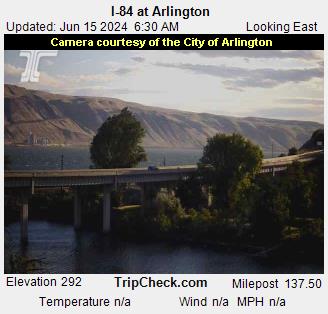 I-84 at Arlington
Updated: Jun 15 2024 6:30 AM Looking East
Camera courtesy of the City of Arlington
Elevation 292 TripCheck.com Milepost 137.50
Temperature n/a Wind n/a MPH n/a